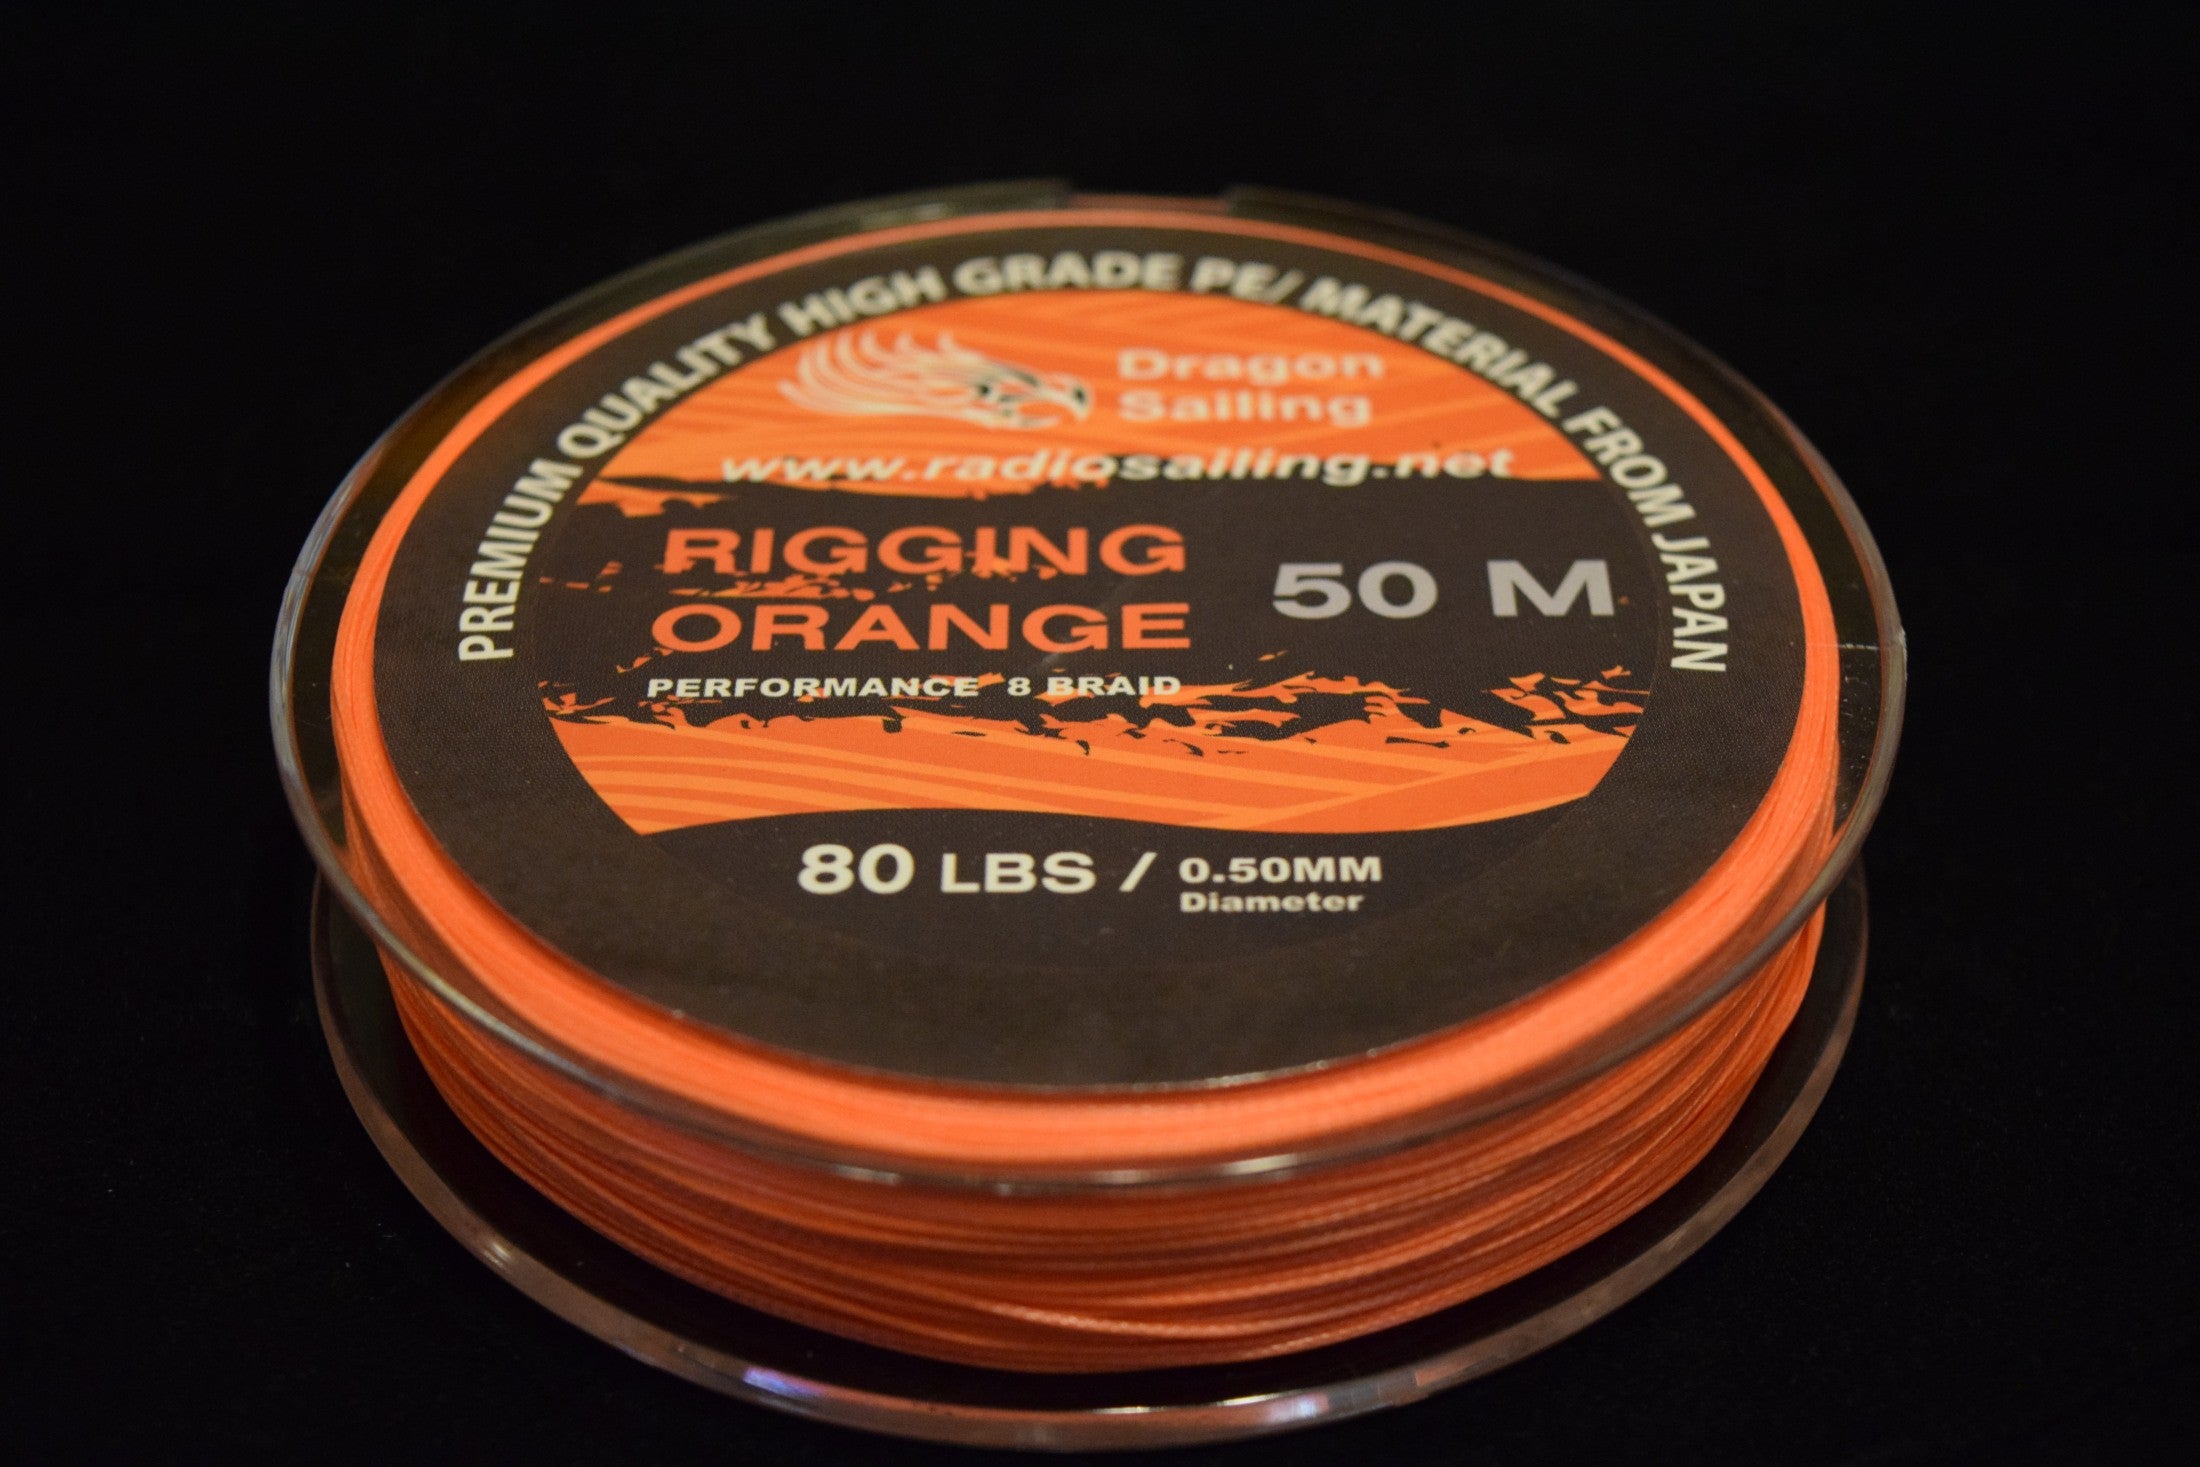 PREMIUM QUALITY HIGH GRADE PE/ MATERIAL FROM JAPAN
Dragon
Sailing
www.radiosailing.net
RIGGING
ORANGE
50 M
PERFORMANCE 8 BRAID
80 LBS / 0.50MM
Diameter